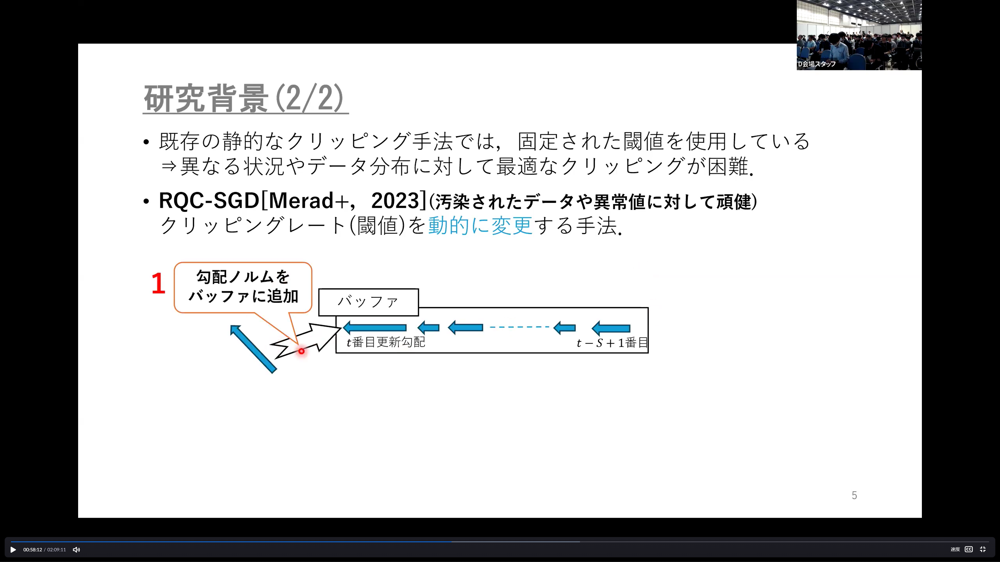 D会場スタッフ
研究背景(2/2)
• 既存の静的なクリッピング手法では，固定された閾値を使用している
⇒異なる状況やデータ分布に対して最適なクリッピングが困難．
• RQC-SGD[Merad+，2023](汚染されたデータや異常値に対して頑健)
クリッピングレート(閾値)を動的に変更する手法．
1
勾配ノルムを
バッファに追加
バッファ
t番目更新勾配
t − S + 1番目
5
00:58:12 / 02:09:11
速度
CC